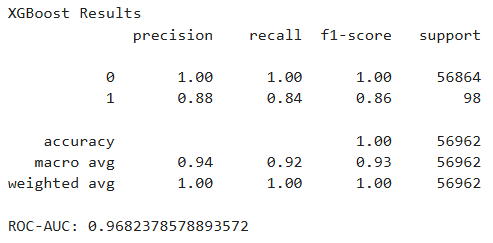 XGBoost Results
precision recall f1-score support
0 1.00 1.00 1.00 56864
1 0.88 0.84 0.86 98
accuracy 1.00 56962
macro avg 0.94 0.92 0.93 56962
weighted avg 1.00 1.00 1.00 56962
ROC-AUC: 0.9682378578893572